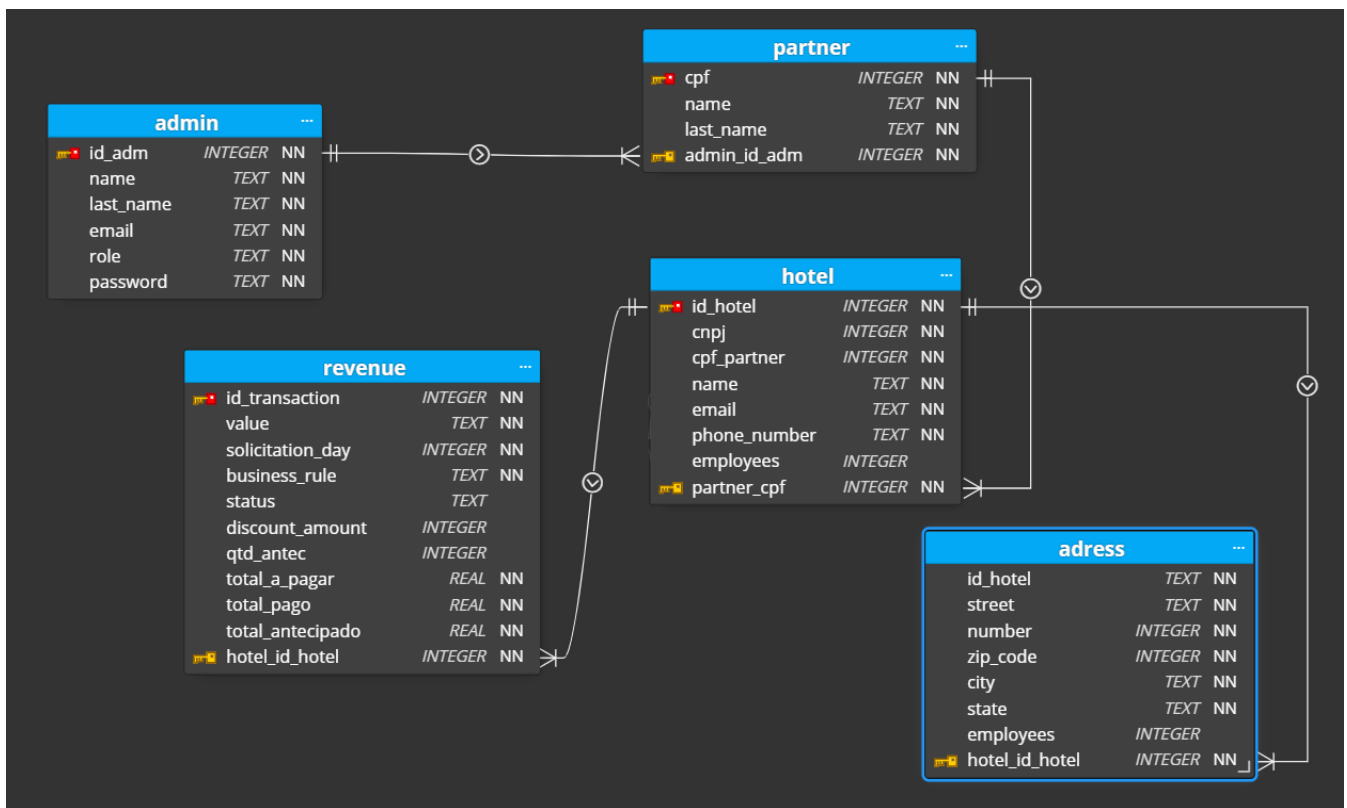 partner ...
cpf INTEGER NN
name TEXT NN
last_name TEXT NN
admin_id_adm INTEGER NN
admin ...
id_adm INTEGER NN
name TEXT NN
last_name TEXT NN
email TEXT NN
role TEXT NN
password TEXT NN
hotel ...
id_hotel INTEGER NN
cnpj INTEGER NN
cpf_partner INTEGER NN
name TEXT NN
email TEXT NN
phone_number TEXT NN
employees INTEGER
partner_cpf INTEGER NN
revenue ...
id_transaction INTEGER NN
value TEXT NN
solicitation_day INTEGER NN
business_rule TEXT NN
status TEXT
discount_amount INTEGER
qtd_antec INTEGER
total_a_pagar REAL NN
total_pago REAL NN
total_antecipado REAL NN
hotel_id_hotel INTEGER NN
adress ...
id_hotel TEXT NN
street TEXT NN
number INTEGER NN
zip_code INTEGER NN
city TEXT NN
state TEXT NN
employees INTEGER
hotel_id_hotel INTEGER NN